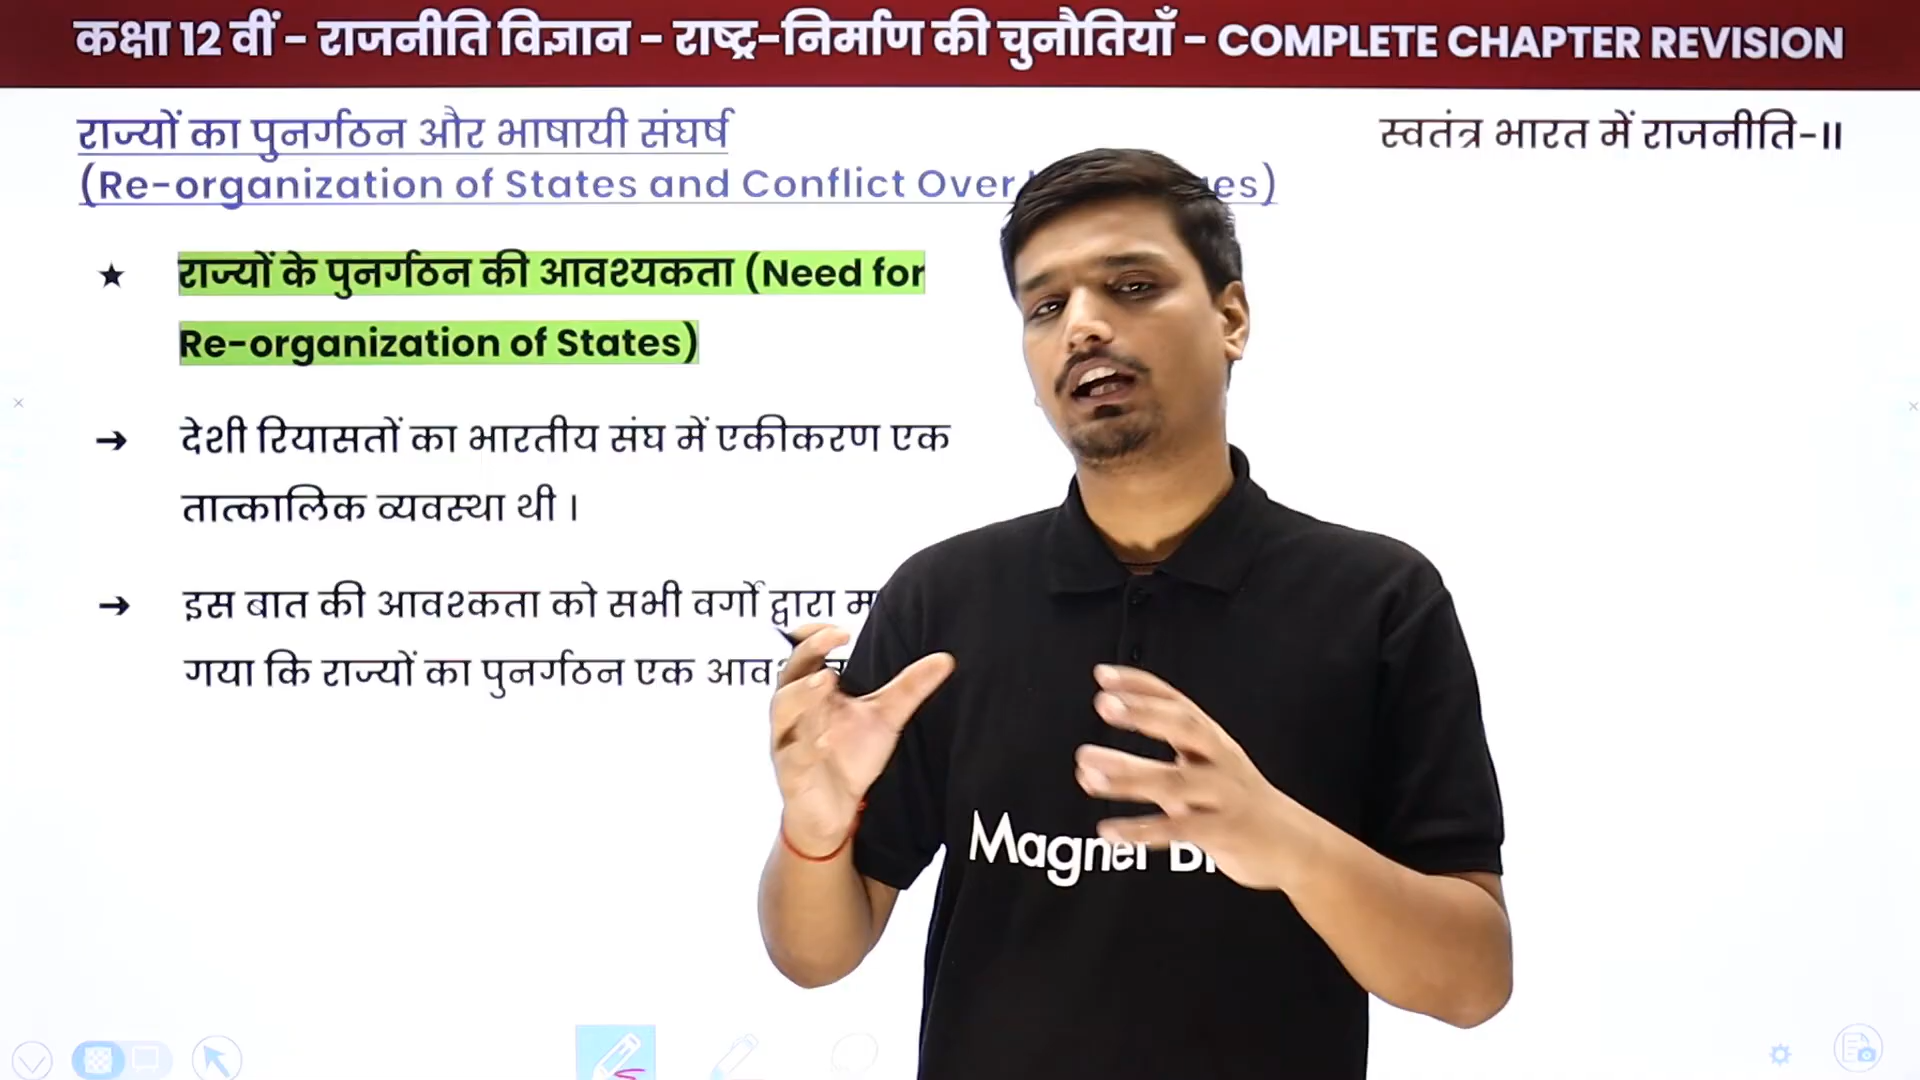 कक्षा 12 वीं - राजनीति विज्ञान - राष्ट्र-निर्माण की चुनौतियाँ - COMPLETE CHAPTER REVISION
राज्यों का पुनर्गठन और भाषायी संघर्ष
स्वतंत्र भारत में राजनीति-II
(Re-organization of States and Conflict Over
★ राज्यों के पुनर्गठन की आवश्यकता (Need for
Re-organization of States)
➔ देशी रियासतों का भारतीय संघ में एकीकरण एक
तात्कालिक व्यवस्था थी ।
➔ इस बात की आवश्कता को सभी वर्गों द्वारा
गया कि राज्यों का पुनर्गठन एक
Magnet